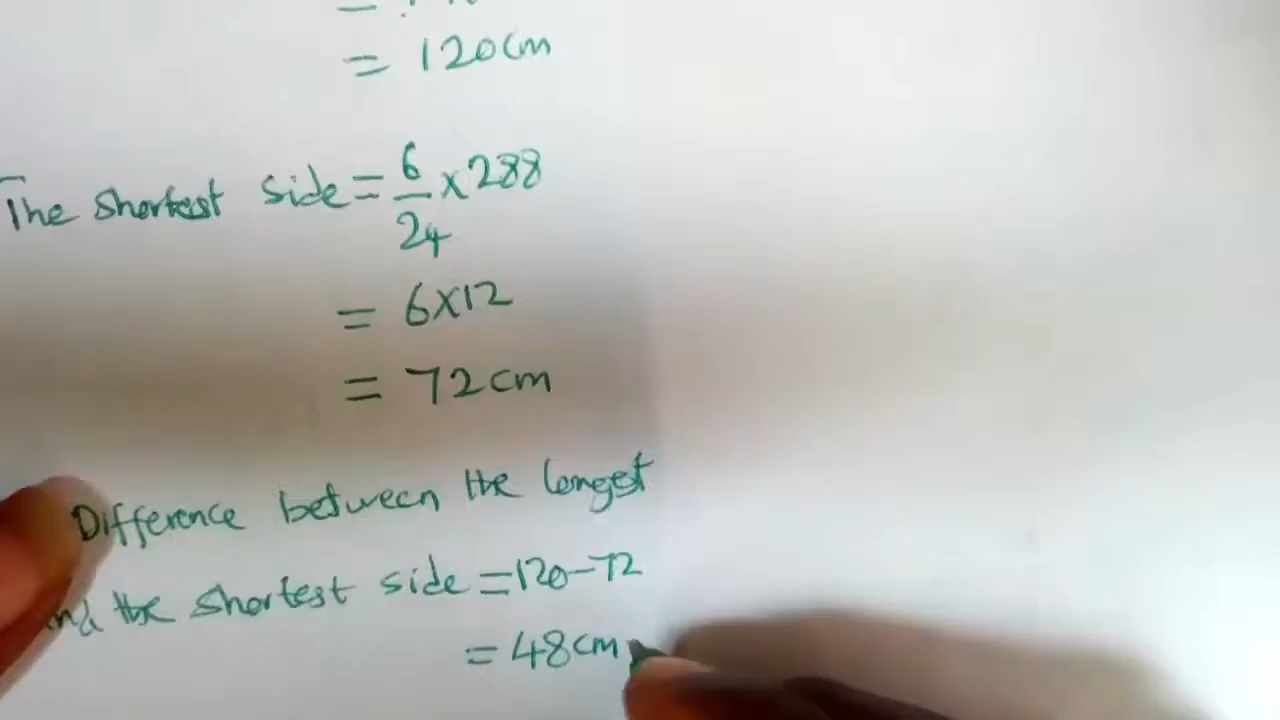 = 120cm
The shortest side = 6/24 x 288
= 6x12
= 72cm
Difference between the longest
and the shortest side = 120-72
= 48cm